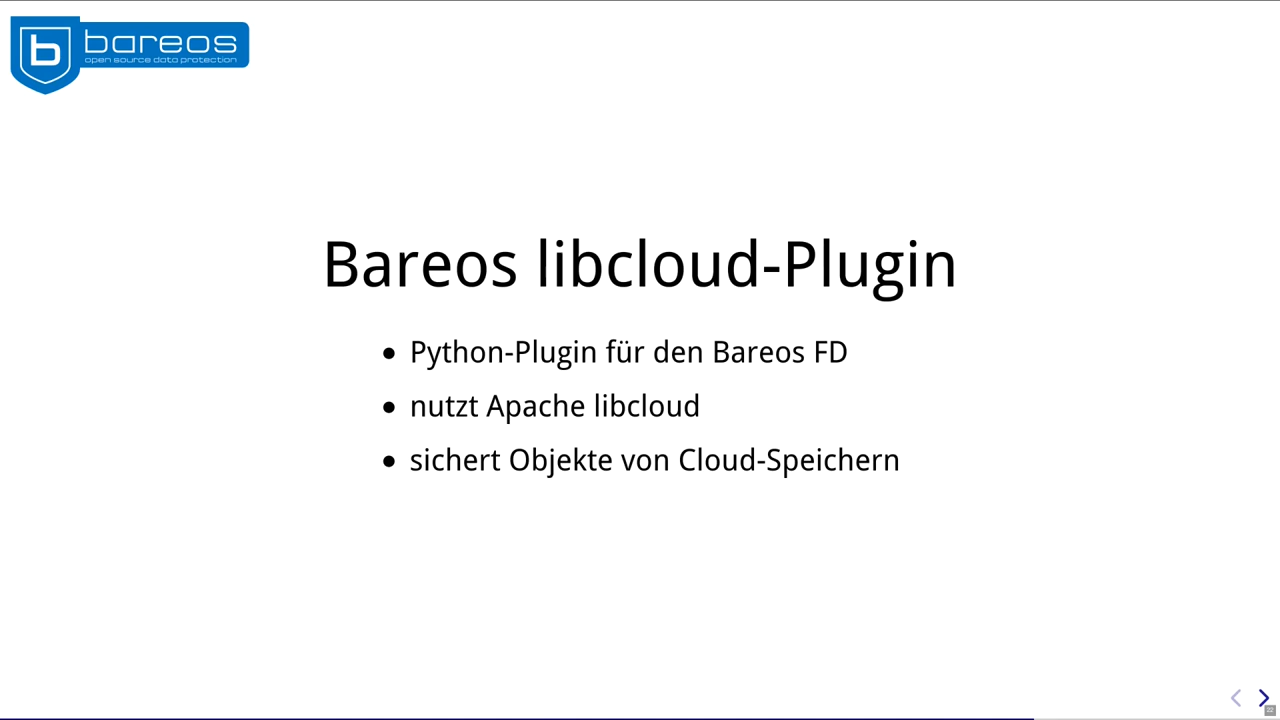 b bareos
open source data protection
Bareos libcloud-Plugin
• Python-Plugin für den Bareos FD
• nutzt Apache libcloud
• sichert Objekte von Cloud-Speichern